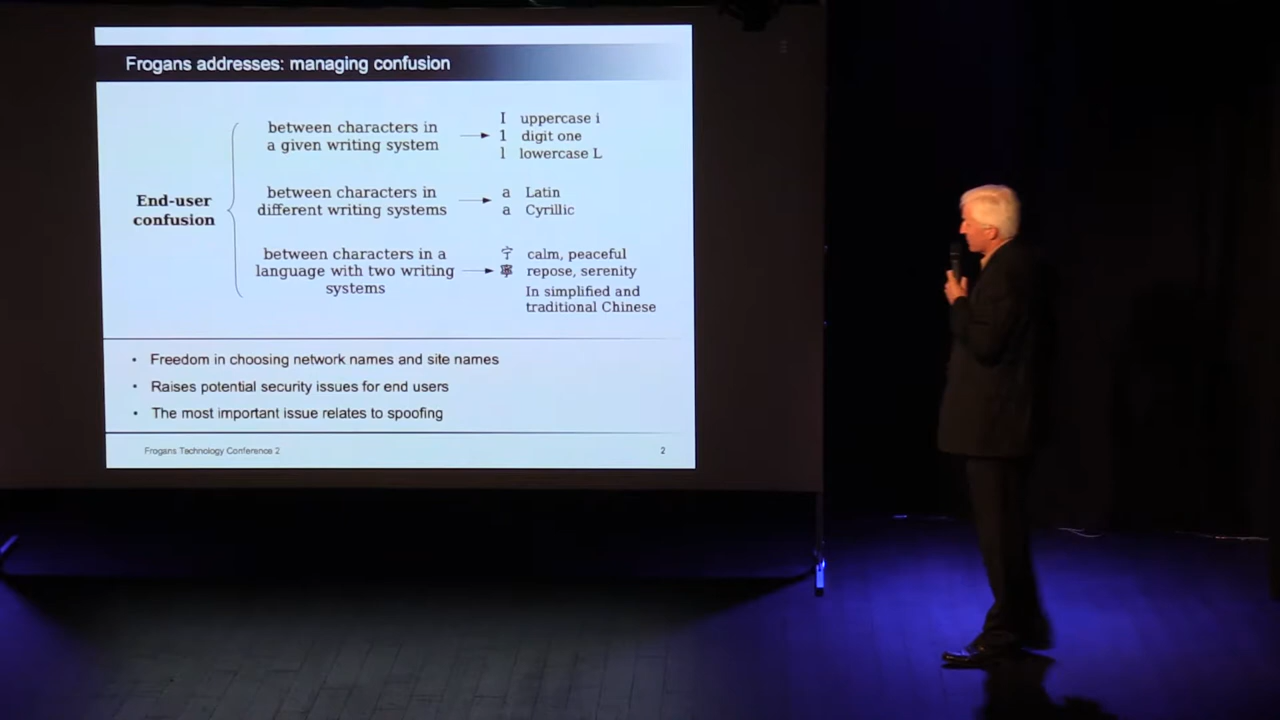 Frogans addresses: managing confusion
End-user
confusion
between characters in
a given writing system
I uppercase i
1 digit one
l lowercase L
between characters in
different writing systems
a Latin
а Cyrillic
between characters in a
language with two writing
systems
宁 calm, peaceful
寧 repose, serenity
In simplified and
traditional Chinese
• Freedom in choosing network names and site names
• Raises potential security issues for end users
• The most important issue relates to spoofing
Frogans Technology Conference 2
2